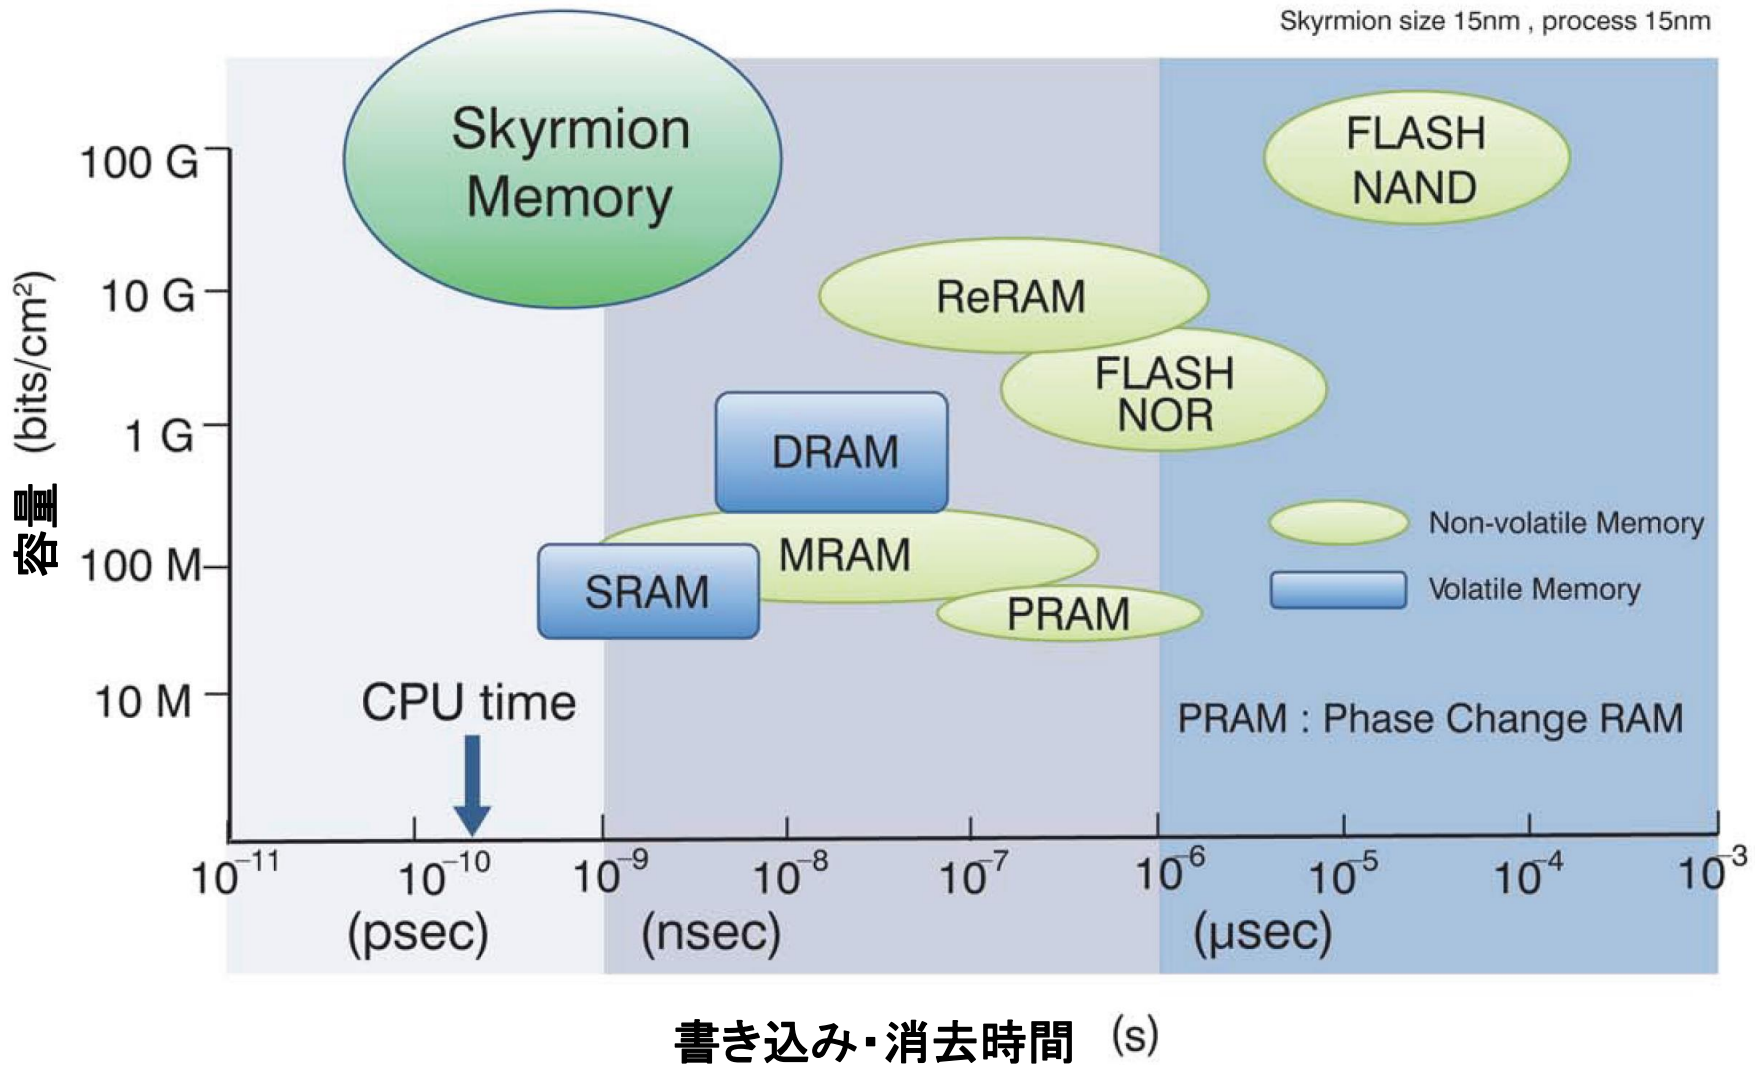 Skyrmion size 15nm , process 15nm
Skyrmion
Memory
FLASH
NAND
100 G
ReRAM
10 G
FLASH
NOR
DRAM
1 G
容量 (bits/cm²)
Non-volatile Memory
MRAM
100 M
SRAM
Volatile Memory
PRAM
CPU time
10 M
PRAM : Phase Change RAM
10⁻¹¹ 10⁻¹⁰ 10⁻⁹ 10⁻⁸ 10⁻⁷ 10⁻⁶ 10⁻⁵ 10⁻⁴ 10⁻³
(psec) (nsec) (μsec)
書き込み・消去時間 (s)